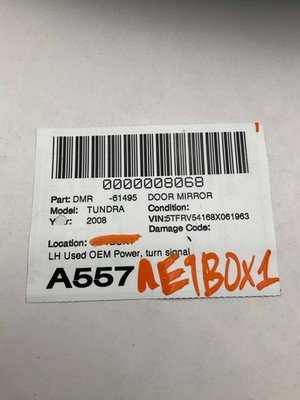 0000008068
Part: DMR -61495 DOOR MIRROR
Model: TUNDRA Condition:
Year: 2008 VIN:5TFRV54168X061963
Damage Code:
Location:
LH Used OEM Power, turn signal
A557 AE1BOX1